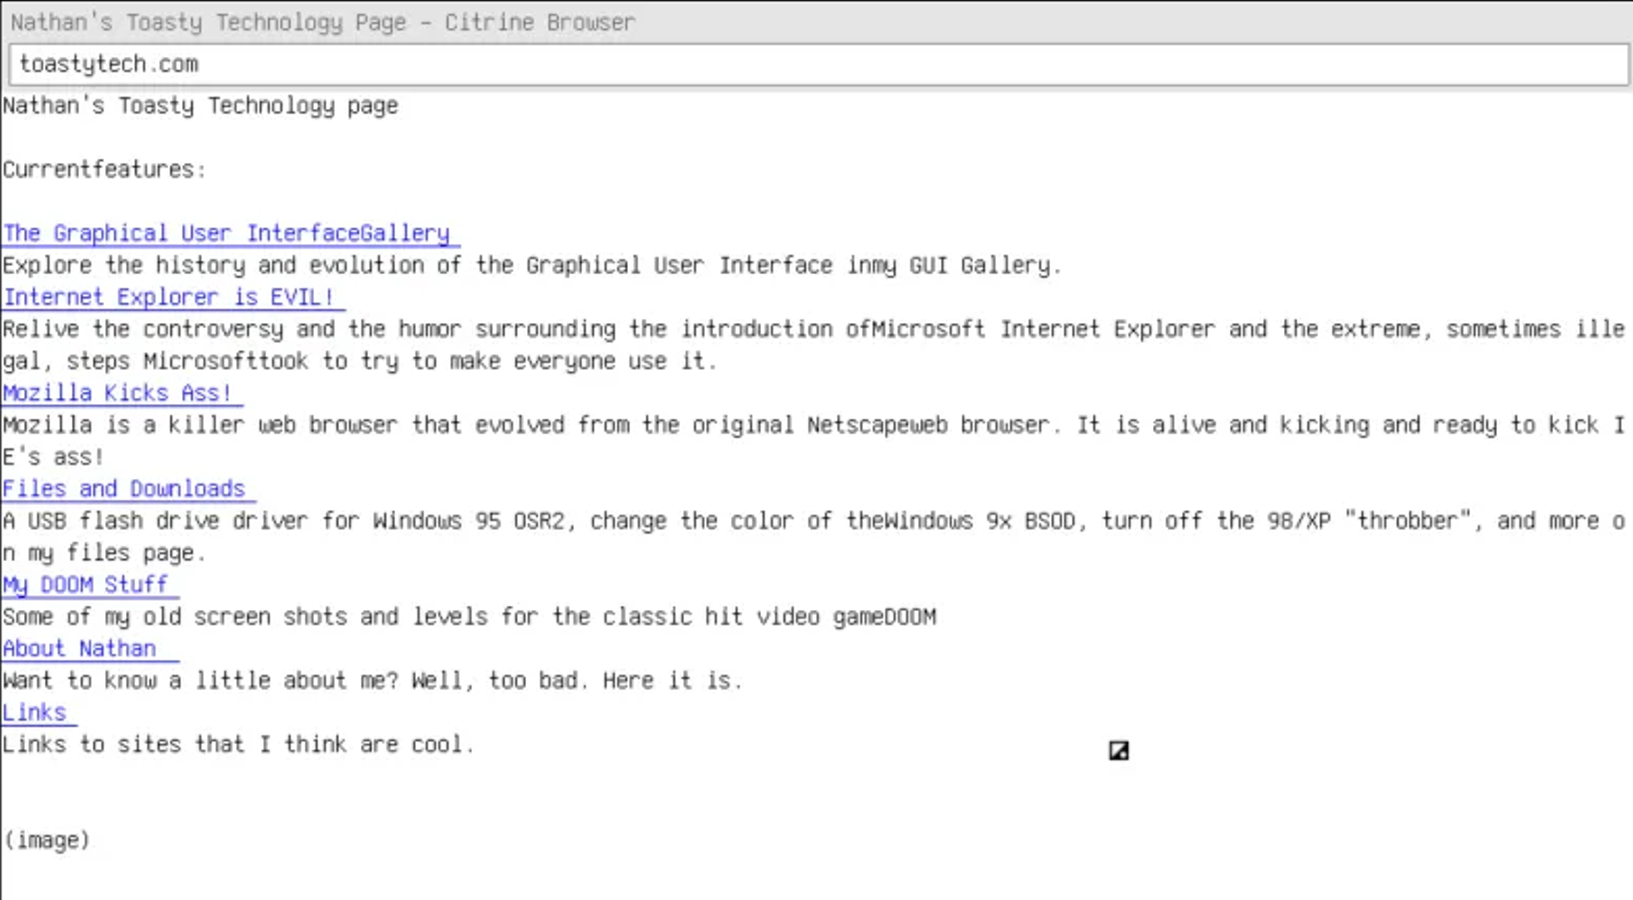 Nathan's Toasty Technology Page - Citrine Browser
toastytech.com
Nathan's Toasty Technology page
Currentfeatures:
The Graphical User InterfaceGallery
Explore the history and evolution of the Graphical User Interface inmy GUI Gallery.
Internet Explorer is EVIL!
Relive the controversy and the humor surrounding the introduction ofMicrosoft Internet Explorer and the extreme, sometimes ille
gal, steps Microsofttook to try to make everyone use it.
Mozilla Kicks Ass!
Mozilla is a killer web browser that evolved from the original Netscapeweb browser. It is alive and kicking and ready to kick I
E's ass!
Files and Downloads
A USB flash drive driver for Windows 95 OSR2, change the color of theWindows 9x BSOD, turn off the 98/XP "throbber", and more o
n my files page.
My DOOM Stuff
Some of my old screen shots and levels for the classic hit video gameDOOM
About Nathan
Want to know a little about me? Well, too bad. Here it is.
Links
Links to sites that I think are cool.
(image)